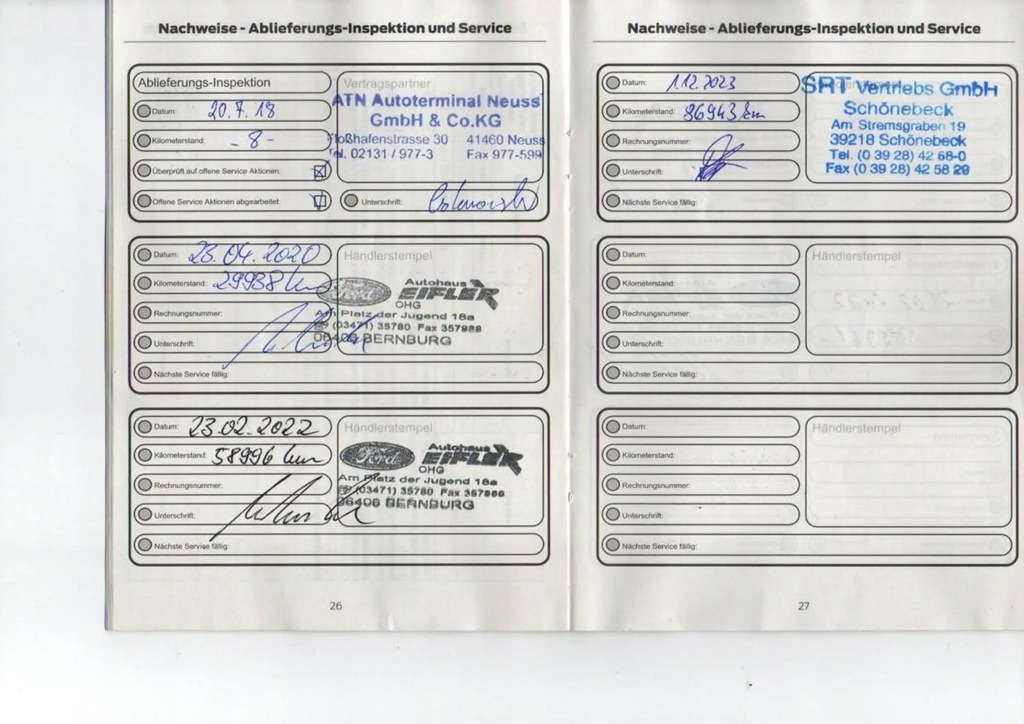 Nachweise - Ablieferungs-Inspektion und Service
Ablieferungs-Inspektion
Datum: 20.7.18
Kilometerstand: - 8 -
Überprüft auf offene Service Aktionen:
Offene Service Aktionen abgearbeitet:
Vertragspartner
ATN Autoterminal Neuss
GmbH & Co.KG
Floßhafenstrasse 30 41460 Neuss
Tel. 02131 / 977-3 Fax 977-599
Unterschrift:
Datum: 23.04.2020
Kilometerstand: 29938 km
Rechnungsnummer:
Unterschrift:
Nächste Service fällig:
Händlerstempel
Ford
Autohaus
EIFLER
OHG
Am Platz der Jugend 18a
(03471) 35780 Fax 357988
06406 BERNBURG
Datum: 23.02.2022
Kilometerstand: 58996 km
Rechnungsnummer:
Unterschrift:
Nächste Service fällig:
Händlerstempel
Ford
Autohaus
EIFLER
OHG
Am Platz der Jugend 18a
(03471) 35780 Fax 357988
06406 BERNBURG
26
Nachweise - Ablieferungs-Inspektion und Service
Datum: 1.12.2023
Kilometerstand: 86943 km
Rechnungsnummer:
Unterschrift:
Nächste Service fällig:
SRT Vertriebs GmbH
Schönebeck
Am Stremsgraben 19
39218 Schönebeck
Tel. (0 39 28) 42 58-0
Fax (0 39 28) 42 58 29
Datum:
Kilometerstand:
Rechnungsnummer:
Unterschrift:
Nächste Service fällig:
Händlerstempel
Datum:
Kilometerstand:
Rechnungsnummer:
Unterschrift:
Nächste Service fällig:
Händlerstempel
27